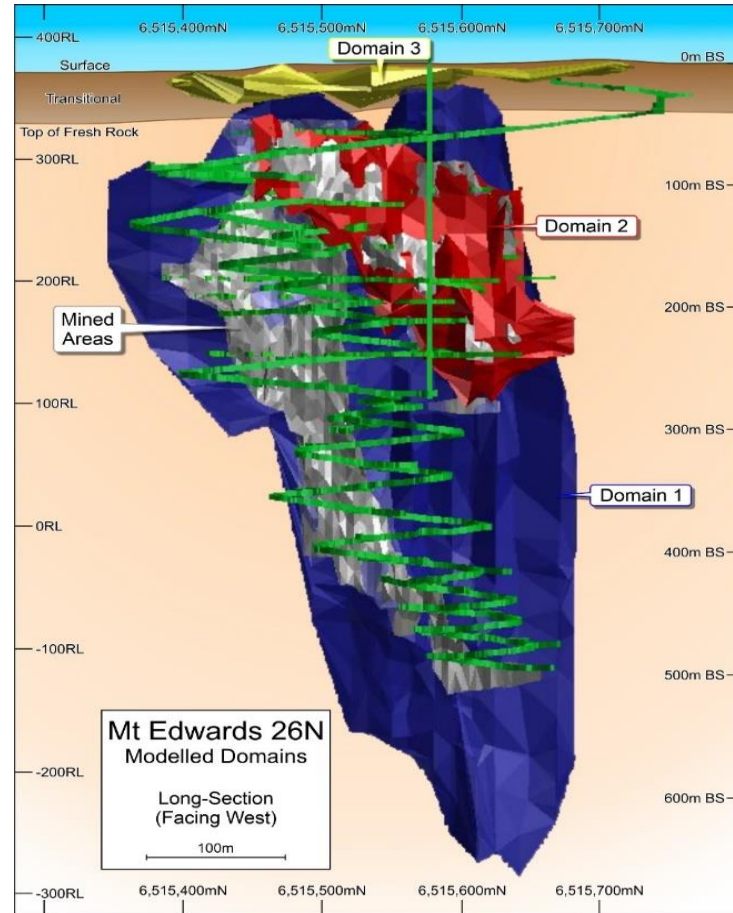 400RL
6,515,400mN
6,515,500mN
6,515,600mN
6,515,700mN
Domain 3
Surface
0m BS
Transitional
Top of Fresh Rock
300RL
100m BS
Domain 2
200RL
200m BS
Mined
Areas
100RL
300m BS
Domain 1
0RL
400m BS
-100RL
500m BS
Mt Edwards 26N
Modelled Domains
Long-Section
(Facing West)
100m
-200RL
600m BS
-300RL
6,515,400mN
6,515,500mN
6,515,600mN
6,515,700mN